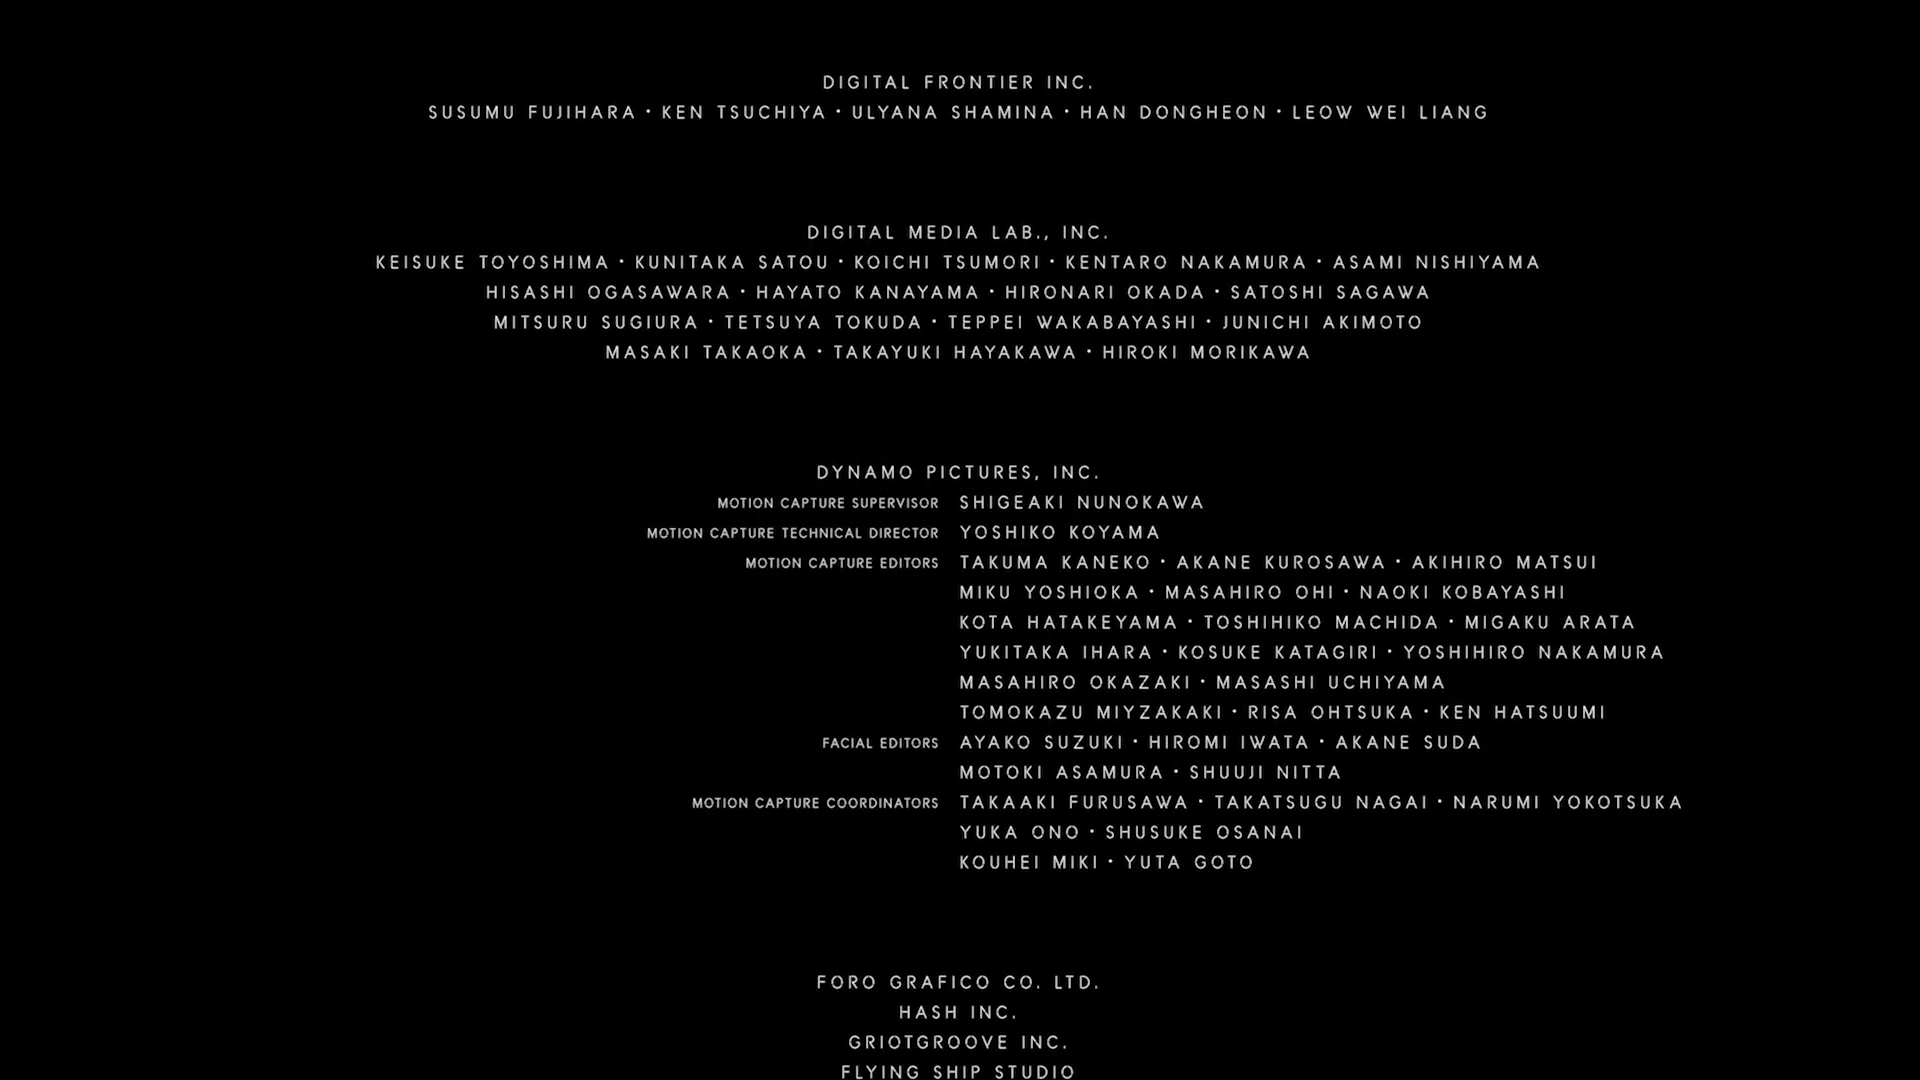 DIGITAL FRONTIER INC.
SUSUMU FUJIHARA・KEN TSUCHIYA・ULYANA SHAMINA・HAN DONGHEON・LEOW WEI LIANG
DIGITAL MEDIA LAB., INC.
KEISUKE TOYOSHIMA・KUNITAKA SATOU・KOICHI TSUMORI・KENTARO NAKAMURA・ASAMI NISHIYAMA
HISASHI OGASAWARA・HAYATO KANAYAMA・HIRONARI OKADA・SATOSHI SAGAWA
MITSURU SUGIURA・TETSUYA TOKUDA・TEPPEI WAKABAYASHI・JUNICHI AKIMOTO
MASAKI TAKAOKA・TAKAYUKI HAYAKAWA・HIROKI MORIKAWA
DYNAMO PICTURES, INC.
MOTION CAPTURE SUPERVISOR SHIGEAKI NUNOKAWA
MOTION CAPTURE TECHNICAL DIRECTOR YOSHIKO KOYAMA
MOTION CAPTURE EDITORS TAKUMA KANEKO・AKANE KUROSAWA・AKIHIRO MATSUI
MIKU YOSHIOKA・MASAHIRO OHI・NAOKI KOBAYASHI
KOTA HATAKEYAMA・TOSHIHIKO MACHIDA・MIGAKU ARATA
YUKITAKA IHARA・KOSUKE KATAGIRI・YOSHIHIRO NAKAMURA
MASAHIRO OKAZAKI・MASASHI UCHIYAMA
TOMOKAZU MIYZAKAKI・RISA OHTSUKA・KEN HATSUUMI
FACIAL EDITORS AYAKO SUZUKI・HIROMI IWATA・AKANE SUDA
MOTOKI ASAMURA・SHUUJI NITTA
MOTION CAPTURE COORDINATORS TAKAAKI FURUSAWA・TAKATSUGU NAGAI・NARUMI YOKOTSUKA
YUKA ONO・SHUSUKE OSANAI
KOUHEI MIKI・YUTA GOTO
FORO GRAFICO CO. LTD.
HASH INC.
GRIOTGROOVE INC.
FLYING SHIP STUDIO